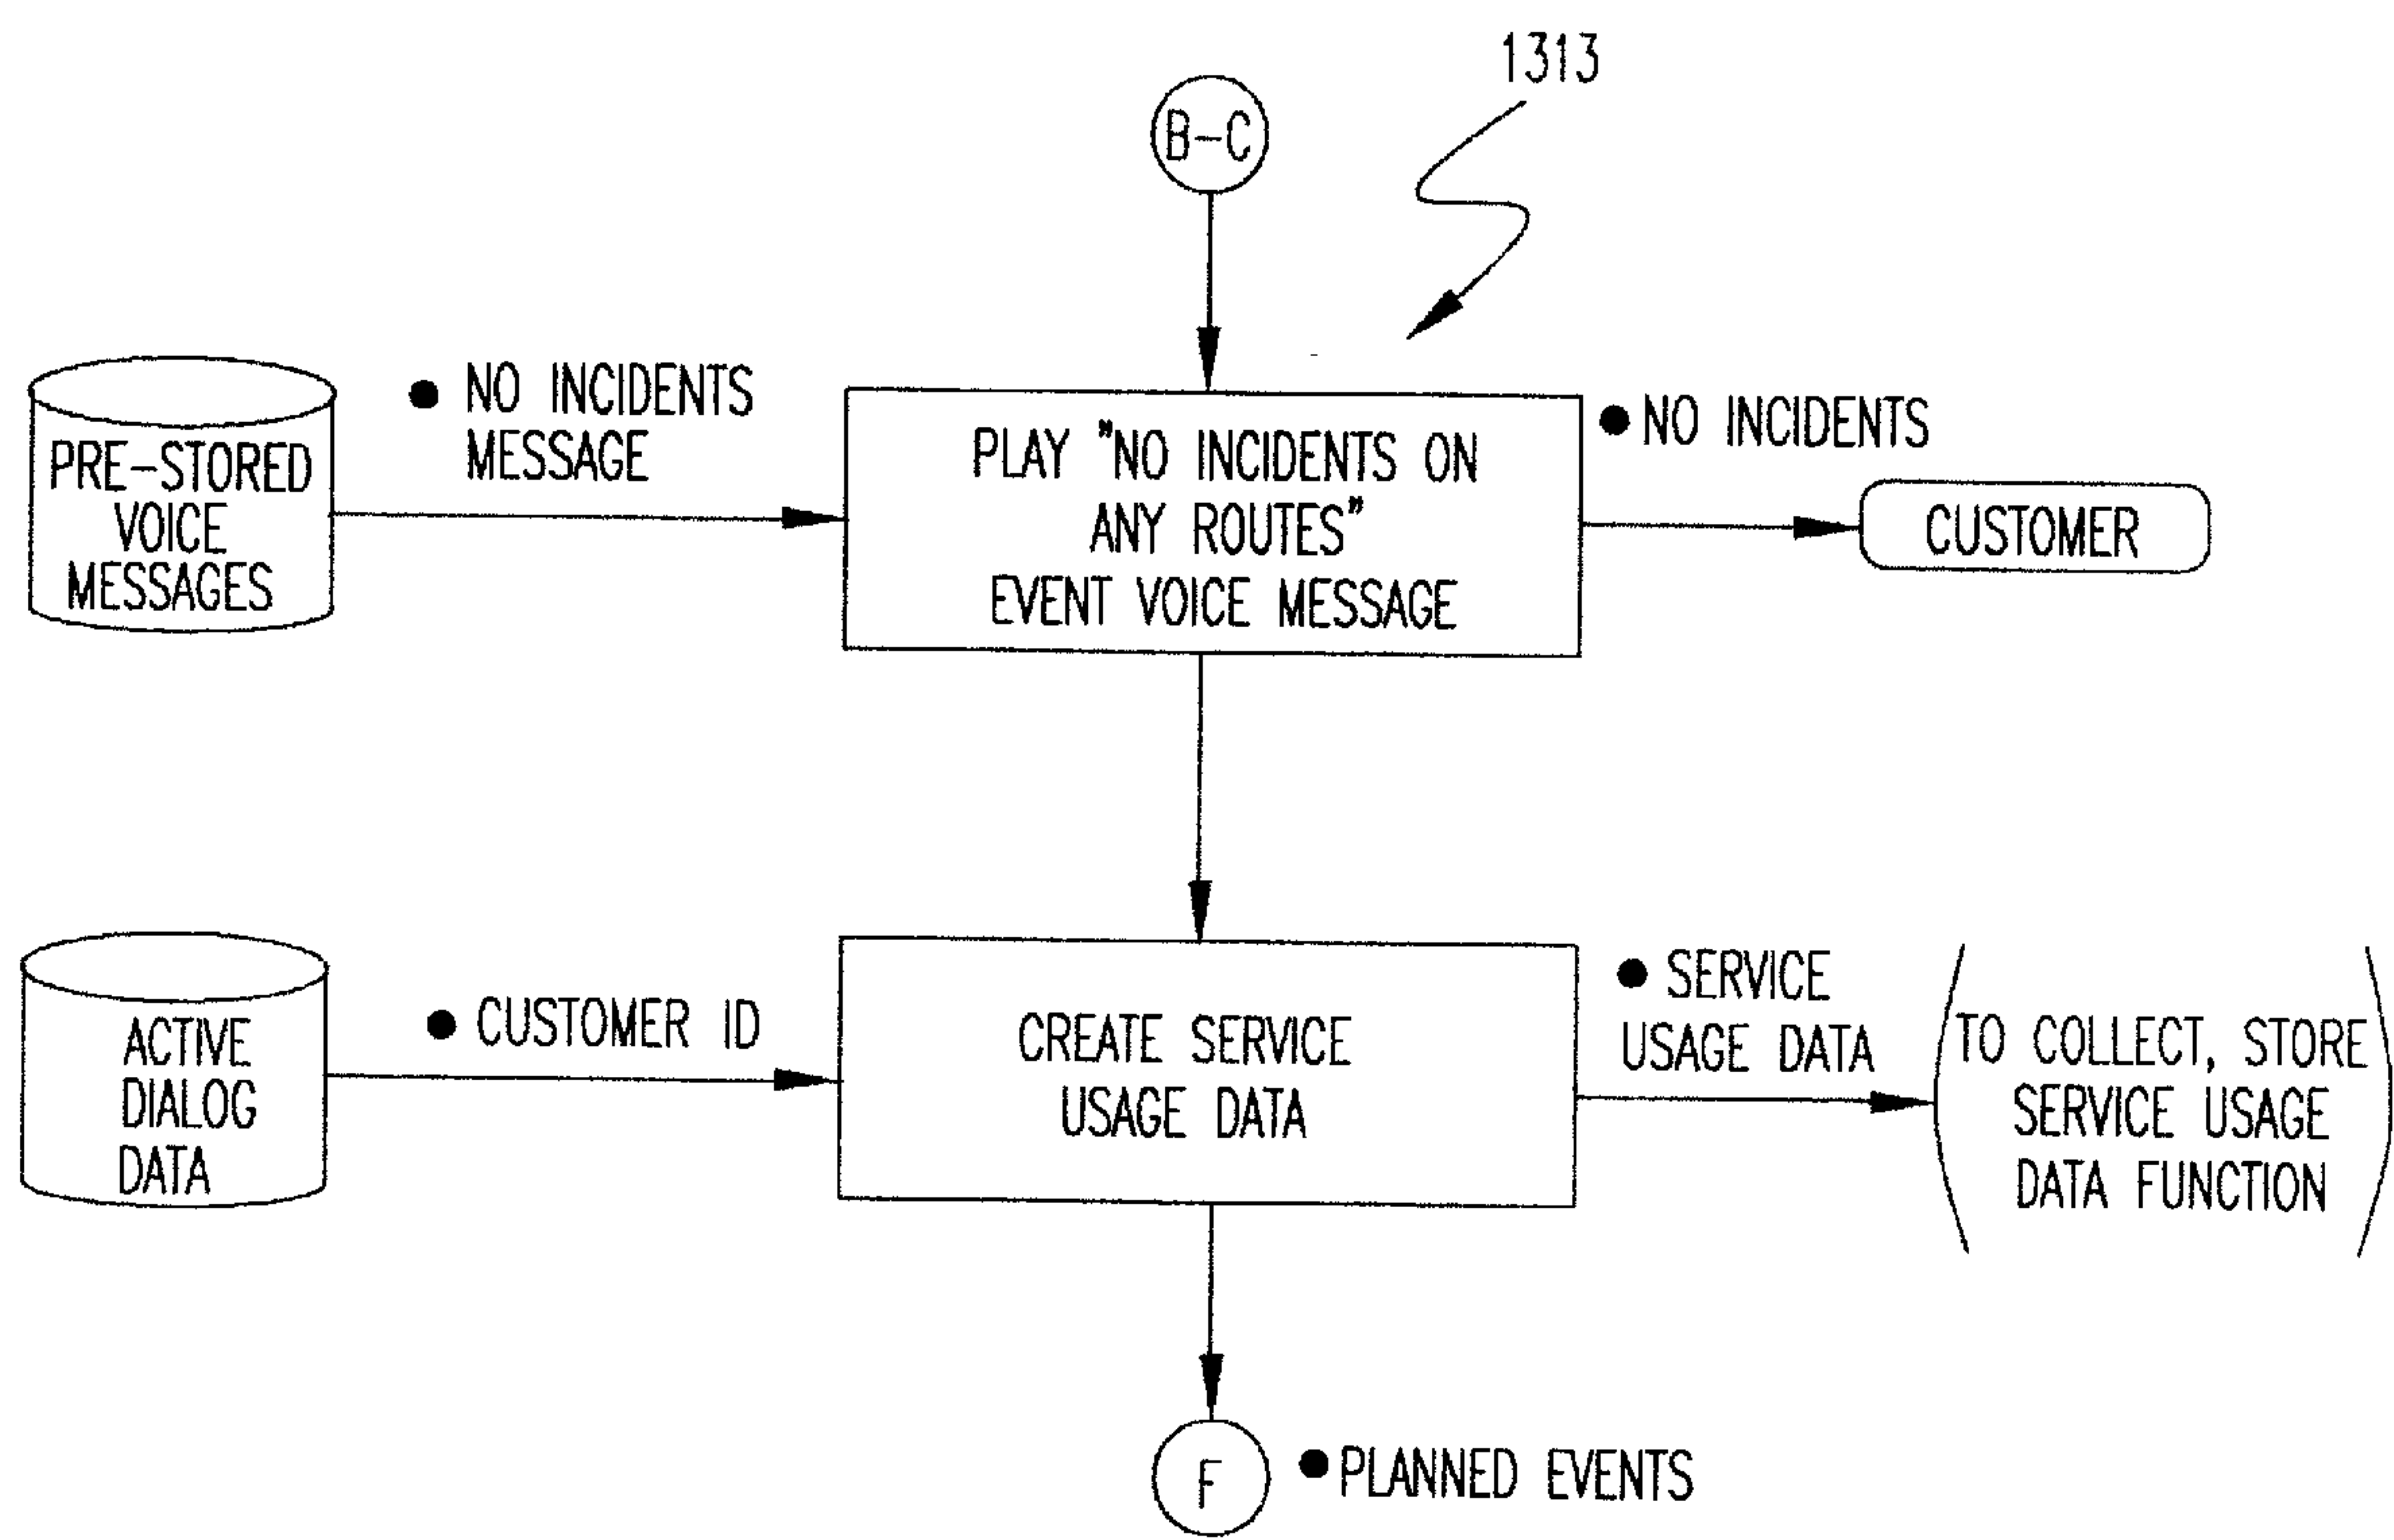 1313
B-C
PRE-STORED
VOICE
MESSAGES
● NO INCIDENTS
MESSAGE
PLAY "NO INCIDENTS ON
ANY ROUTES"
EVENT VOICE MESSAGE
● NO INCIDENTS
CUSTOMER
ACTIVE
DIALOG
DATA
● CUSTOMER ID
CREATE SERVICE
USAGE DATA
● SERVICE
USAGE DATA
TO COLLECT, STORE
SERVICE USAGE
DATA FUNCTION
F
● PLANNED EVENTS